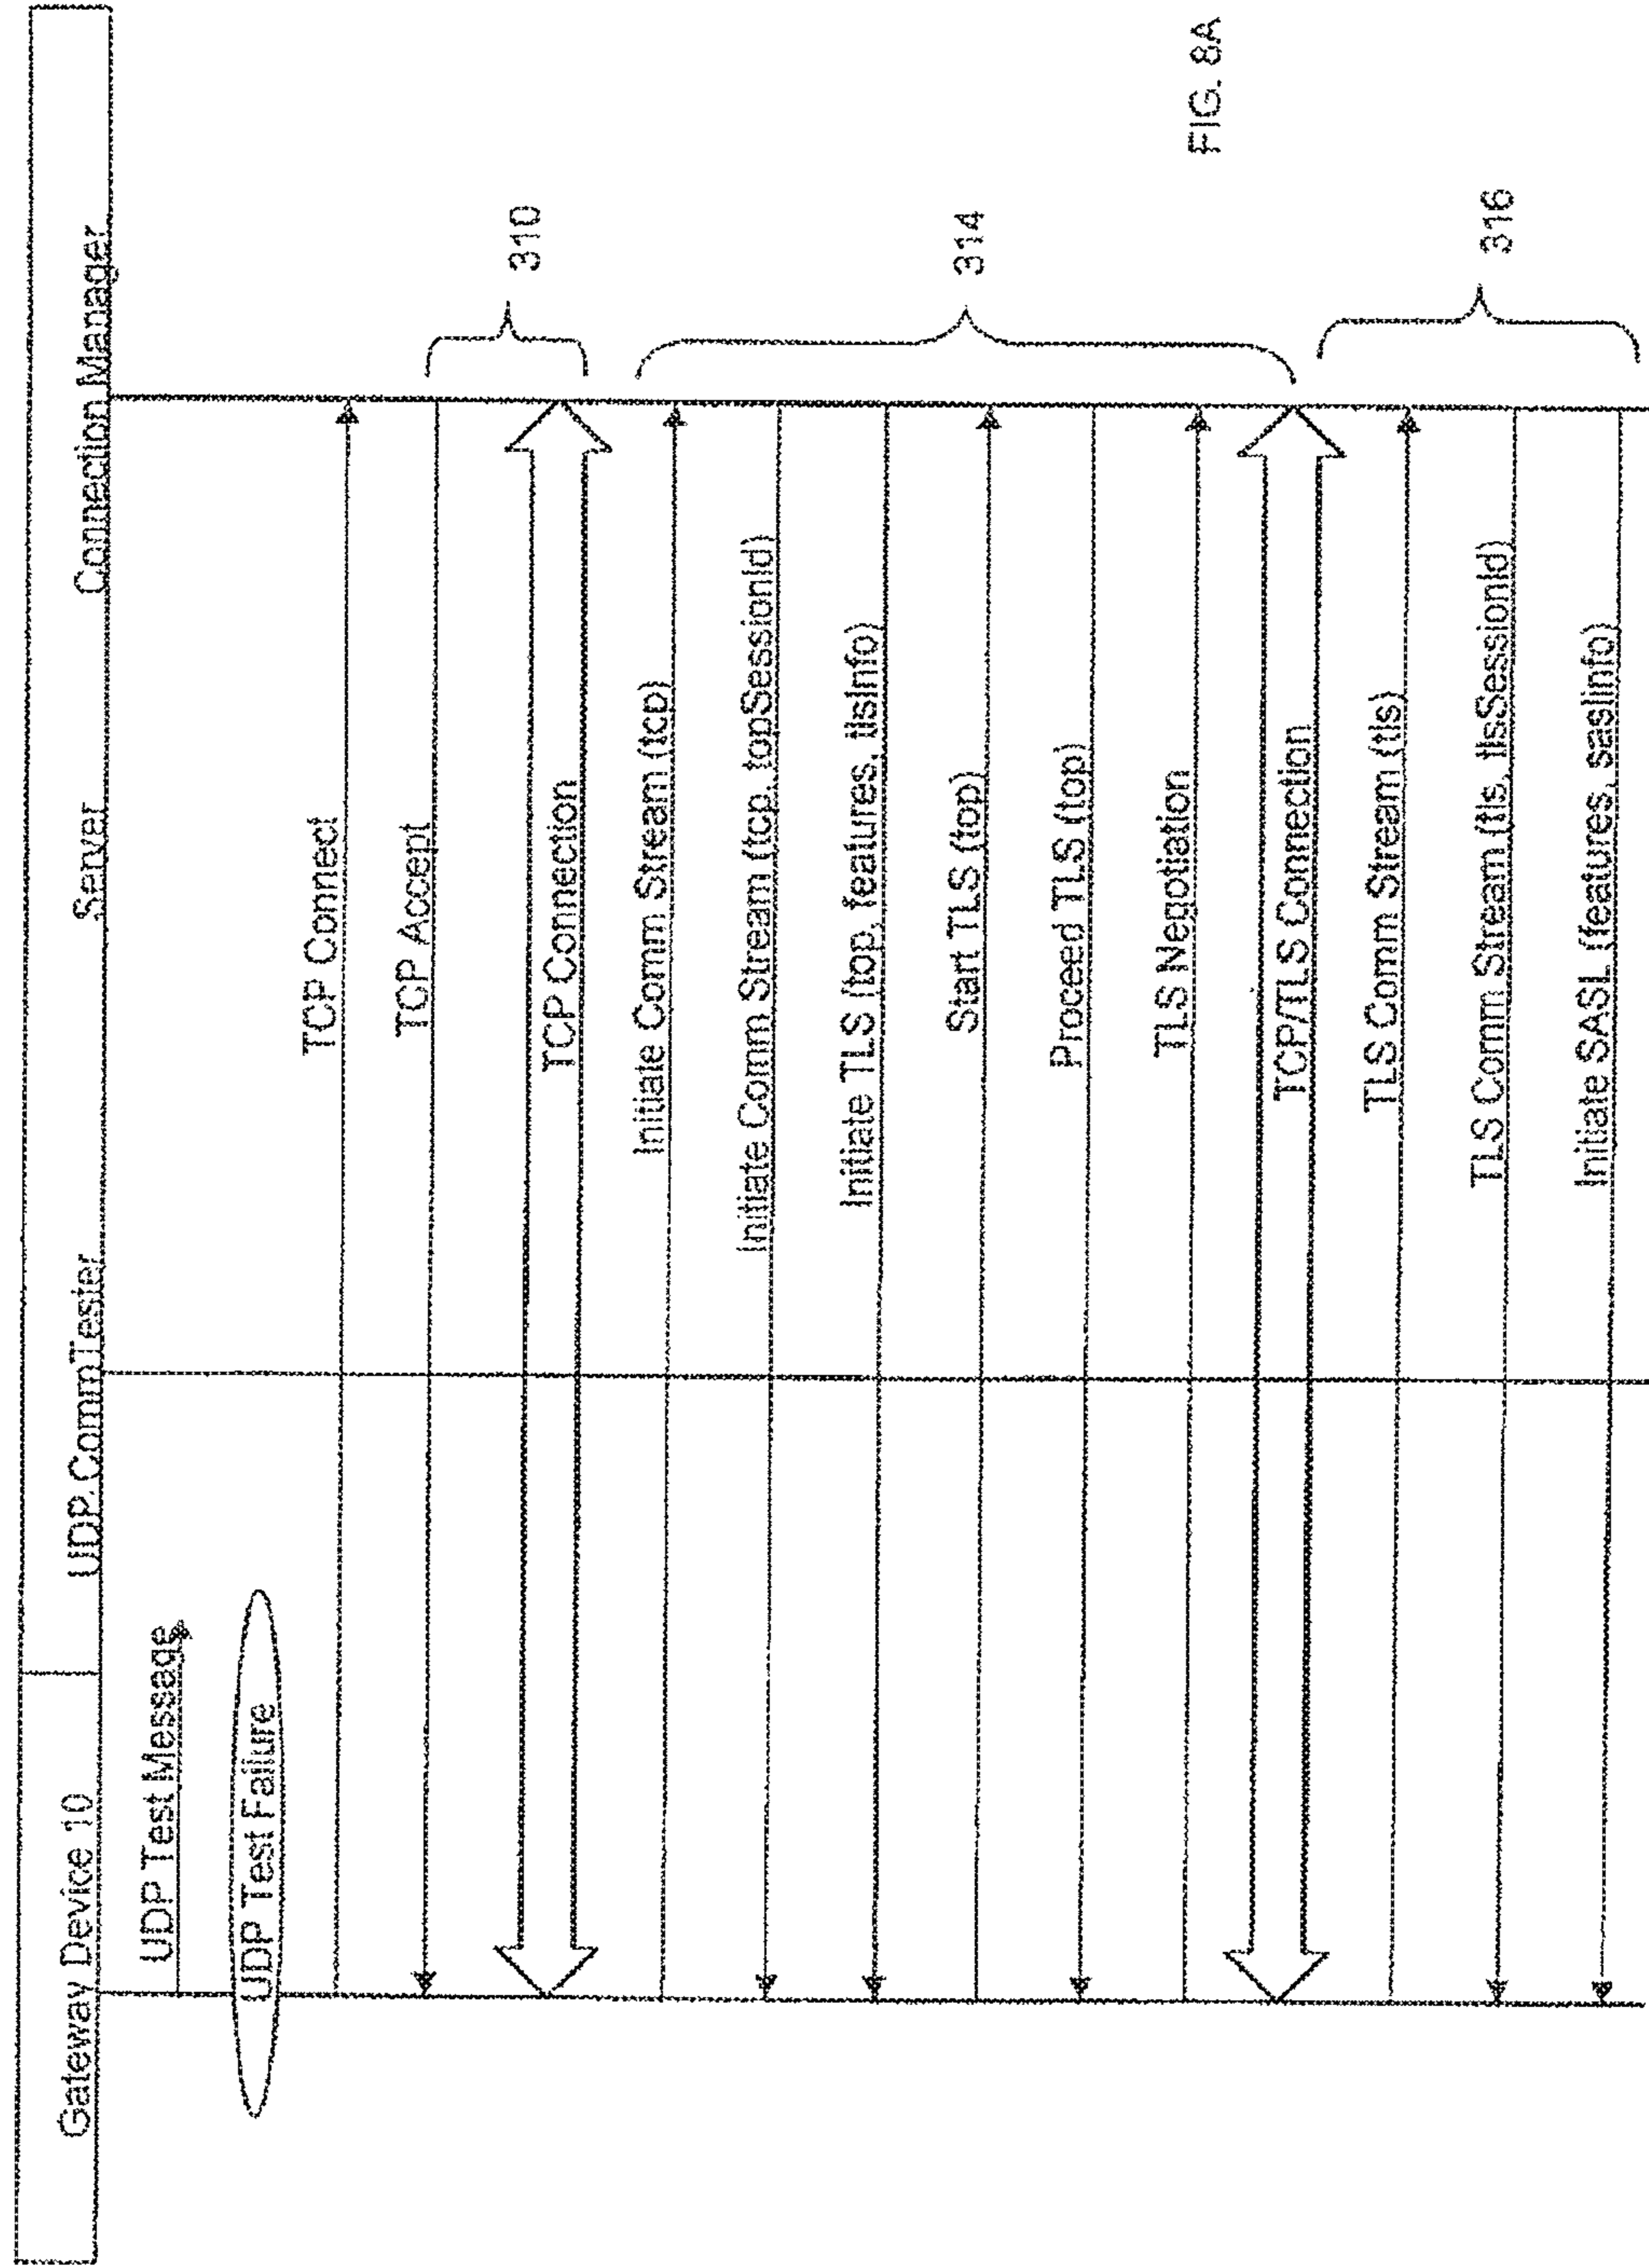 Gateway Device 10
UDP CommTester
Server
Connection Manager
UDP Test Message
UDP Test Failure
TCP Connect
TCP Accept
TCP Connection
310
Initiate Comm Stream (tcp)
Initiate Comm Stream (tcp, tcpSessionId)
Initiate TLS (tcp, features, tlsInfo)
Start TLS (tcp)
Proceed TLS (tcp)
TLS Negotiation
TCP/TLS Connection
314
TLS Comm Stream (tls)
TLS Comm Stream (tls, tlsSessionId)
Initiate SASL (features, saslInfo)
316
FIG. 8A